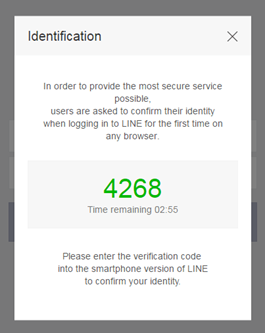 Identification
In order to provide the most secure service
possible,
users are asked to confirm their identity
when logging in to LINE for the first time on
any browser.
4268
Time remaining 02:55
Please enter the verification code
into the smartphone version of LINE
to confirm your identity.